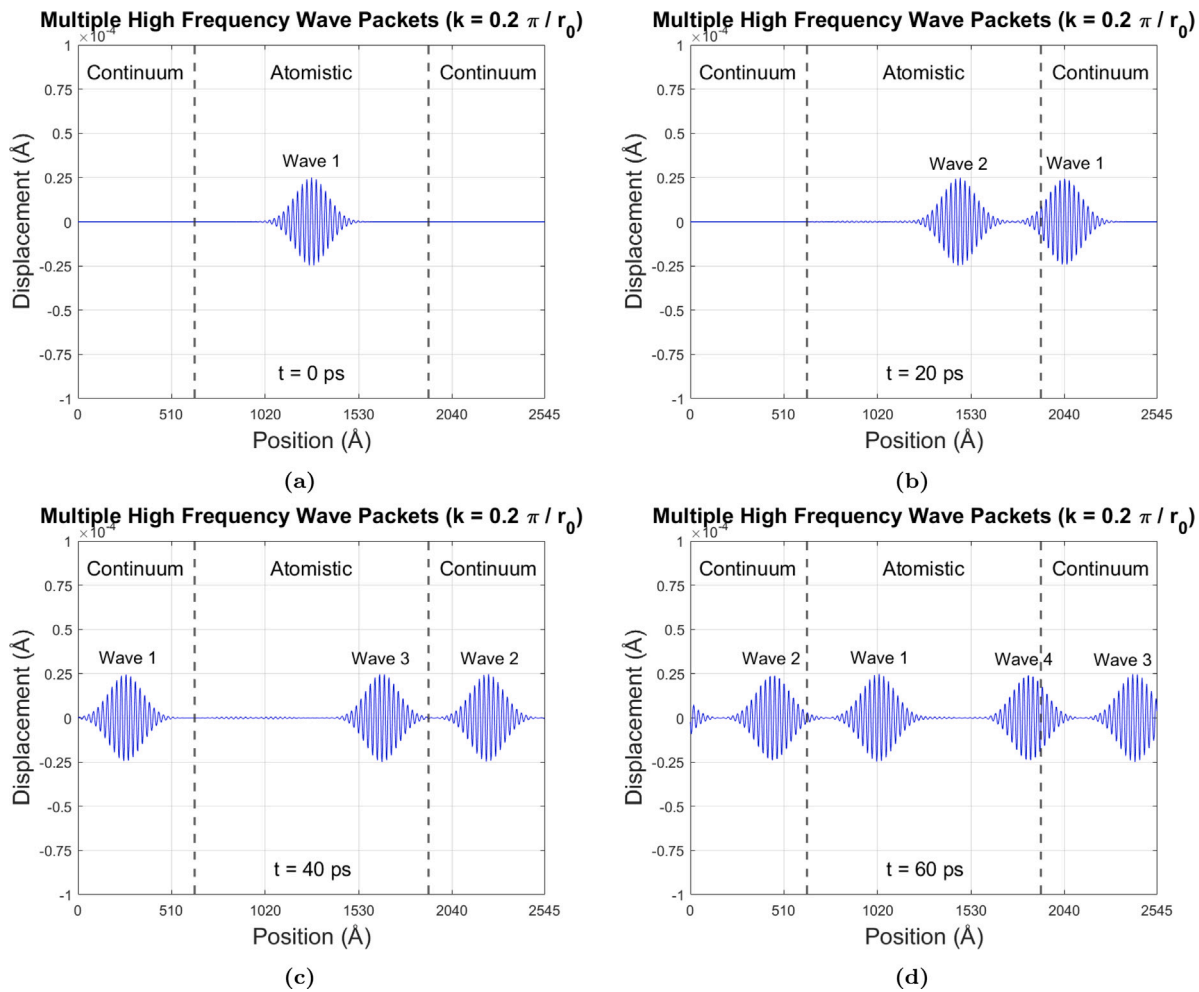 Multiple High Frequency Wave Packets (k = 0.2 π / r₀)
×10⁻⁴
1
0.75
0.5
0.25
0
-0.25
-0.5
-0.75
-1
Displacement (Å)
Continuum Atomistic Continuum
Wave 1
t = 0 ps
0 510 1020 1530 2040 2545
Position (Å)
(a)
Multiple High Frequency Wave Packets (k = 0.2 π / r₀)
×10⁻⁴
1
0.75
0.5
0.25
0
-0.25
-0.5
-0.75
-1
Displacement (Å)
Continuum Atomistic Continuum
Wave 2 Wave 1
t = 20 ps
0 510 1020 1530 2040 2545
Position (Å)
(b)
Multiple High Frequency Wave Packets (k = 0.2 π / r₀)
×10⁻⁴
1
0.75
0.5
0.25
0
-0.25
-0.5
-0.75
-1
Displacement (Å)
Continuum Atomistic Continuum
Wave 1 Wave 3 Wave 2
t = 40 ps
0 510 1020 1530 2040 2545
Position (Å)
(c)
Multiple High Frequency Wave Packets (k = 0.2 π / r₀)
×10⁻⁴
1
0.75
0.5
0.25
0
-0.25
-0.5
-0.75
-1
Displacement (Å)
Continuum Atomistic Continuum
Wave 2 Wave 1 Wave 4 Wave 3
t = 60 ps
0 510 1020 1530 2040 2545
Position (Å)
(d)